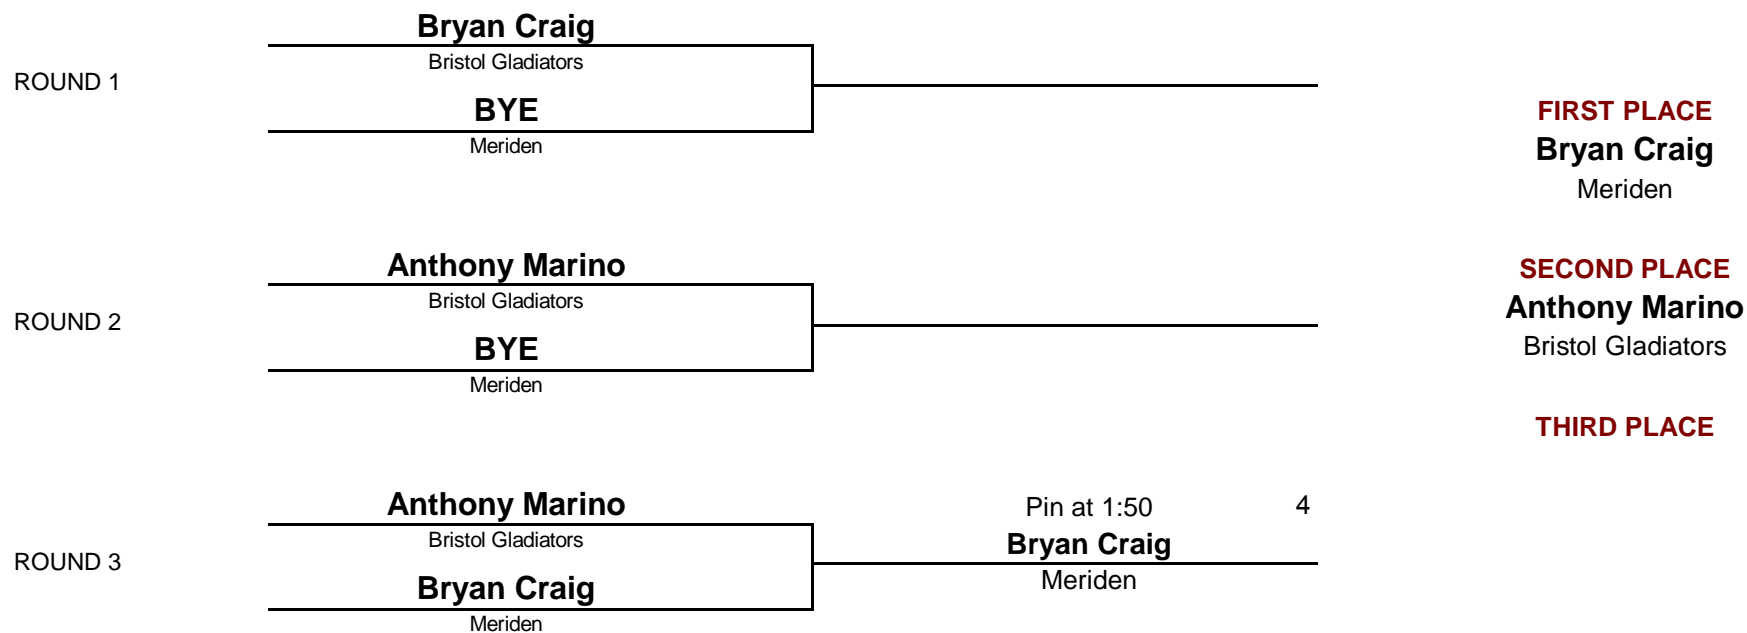 Bryan Craig
Bristol Gladiators
ROUND 1
BYE
Meriden
FIRST PLACE
Bryan Craig
Meriden
Anthony Marino
Bristol Gladiators
ROUND 2
BYE
Meriden
SECOND PLACE
Anthony Marino
Bristol Gladiators
THIRD PLACE
Anthony Marino
Bristol Gladiators
ROUND 3
Bryan Craig
Meriden
Pin at 1:50 4
Bryan Craig
Meriden